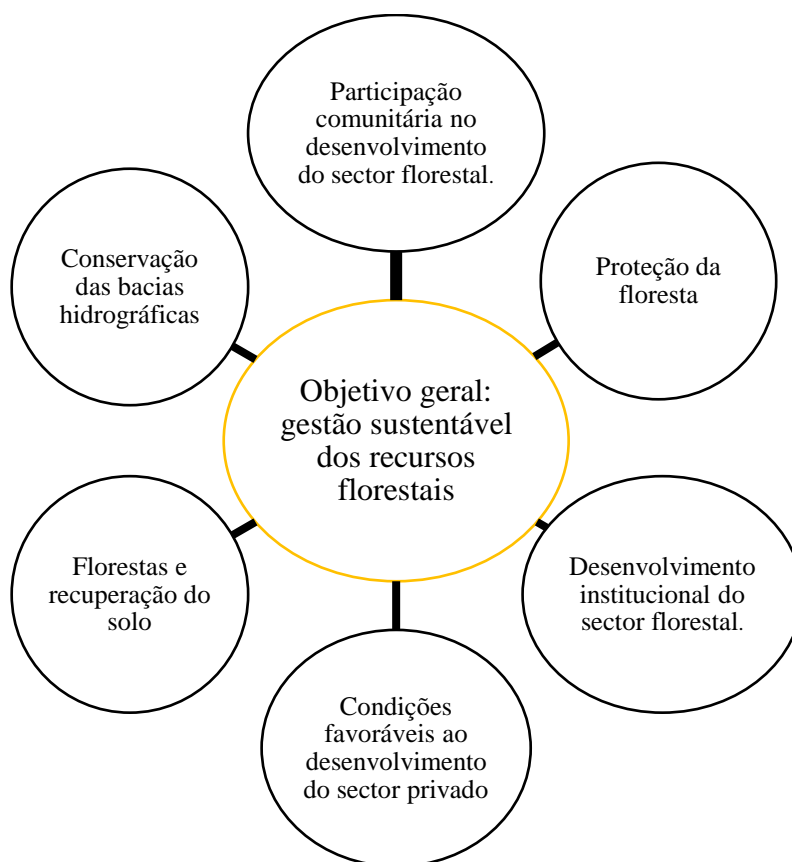 Participação
comunitária no
desenvolvimento
do sector florestal.
Conservação
das bacias
hidrográficas
Proteção da
floresta
Objetivo geral:
gestão sustentável
dos recursos
florestais
Florestas e
recuperação do
solo
Desenvolvimento
institucional do
sector florestal.
Condições
favoráveis ao
desenvolvimento
do sector privado